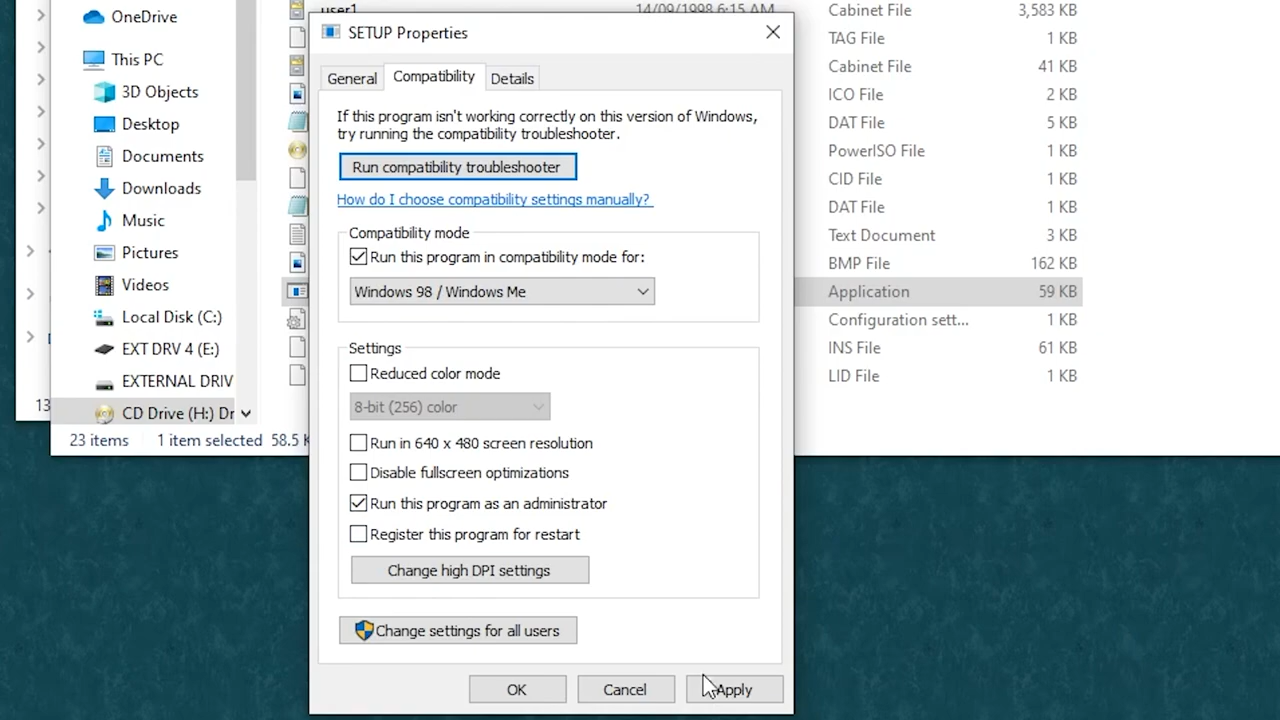 OneDrive
This PC
3D Objects
Desktop
Documents
Downloads
Music
Pictures
Videos
Local Disk (C:)
EXT DRV 4 (E:)
EXTERNAL DRIV
CD Drive (H:) Dr
13
23 items 1 item selected 58.5 K
user1 14/09/1998 6:15 AM Cabinet File 3,583 KB
TAG File 1 KB
Cabinet File 41 KB
ICO File 2 KB
DAT File 5 KB
PowerISO File 1 KB
CID File 1 KB
DAT File 1 KB
Text Document 3 KB
BMP File 162 KB
Application 59 KB
Configuration sett... 1 KB
INS File 61 KB
LID File 1 KB
SETUP Properties
General Compatibility Details
If this program isn't working correctly on this version of Windows,
try running the compatibility troubleshooter.
Run compatibility troubleshooter
How do I choose compatibility settings manually?
Compatibility mode
Run this program in compatibility mode for:
Windows 98 / Windows Me
Settings
Reduced color mode
8-bit (256) color
Run in 640 x 480 screen resolution
Disable fullscreen optimizations
Run this program as an administrator
Register this program for restart
Change high DPI settings
Change settings for all users
OK Cancel Apply